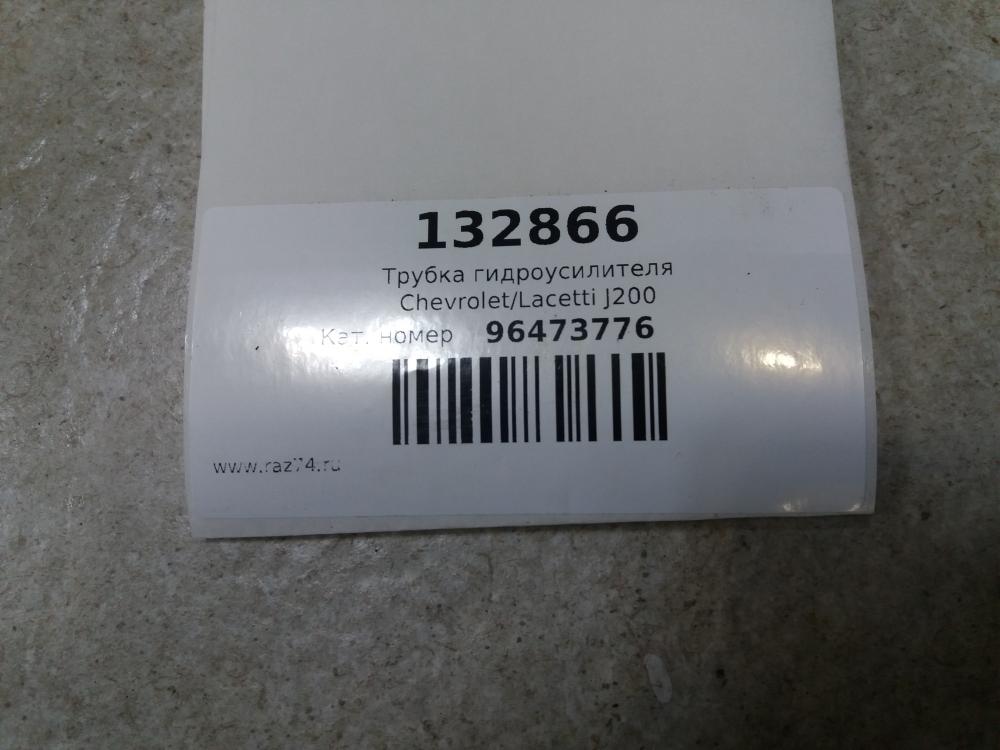 132866
Трубка гидроусилителя
Chevrolet/Lacetti J200
Кат. номер 96473776
www.raz74.ru